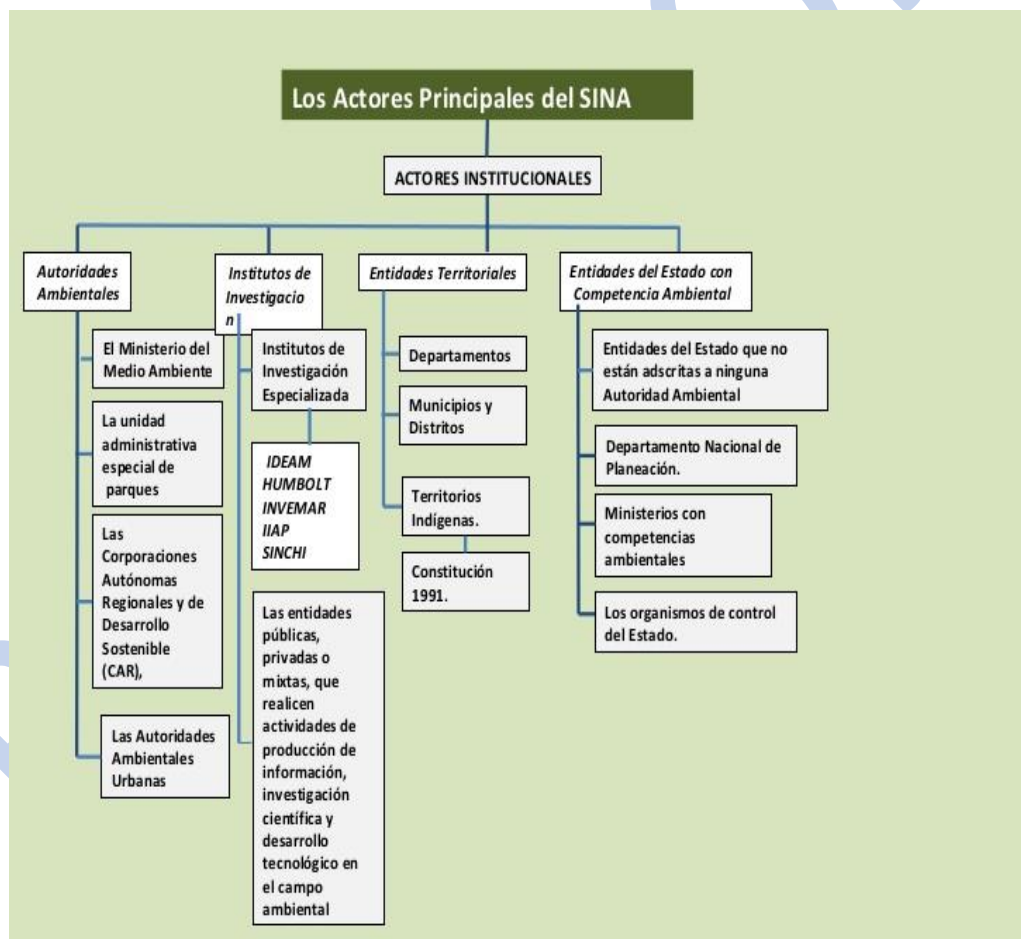 Los Actores Principales del SINA
ACTORES INSTITUCIONALES
Autoridades
Ambientales
El Ministerio del
Medio Ambiente
La unidad
administrativa
especial de
parques
Las
Corporaciones
Autónomas
Regionales y de
Desarrollo
Sostenible
(CAR),
Las Autoridades
Ambientales
Urbanas
Institutos de
Investigacio
n
Institutos de
Investigación
Especializada
IDEAM
HUMBOLT
INVEMAR
IIAP
SINCHI
Las entidades
públicas,
privadas o
mixtas, que
realicen
actividades de
producción de
información,
investigación
científica y
desarrollo
tecnológico en
el campo
ambiental
Entidades Territoriales
Departamentos
Municipios y
Distritos
Territorios
Indígenas.
Constitución
1991.
Entidades del Estado con
Competencia Ambiental
Entidades del Estado que no
están adscritas a ninguna
Autoridad Ambiental
Departamento Nacional de
Planeación.
Ministerios con
competencias
ambientales
Los organismos de control
del Estado.